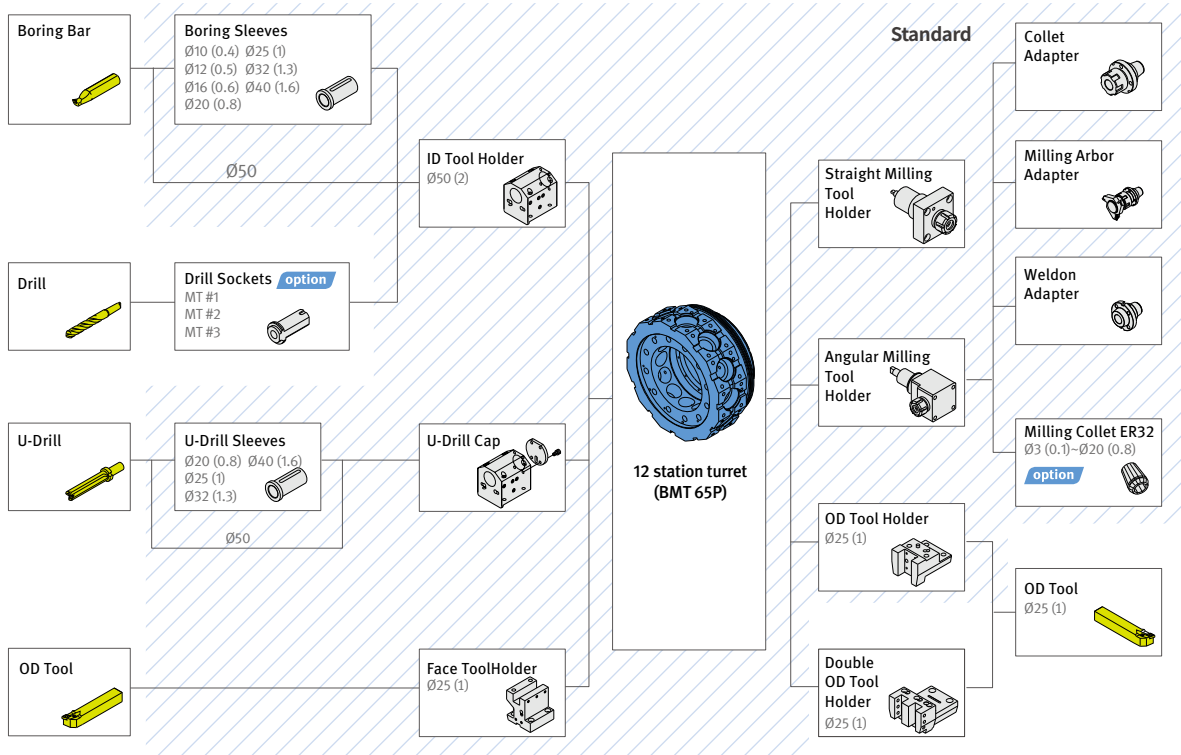 Boring Bar
Boring Sleeves
Ø10 (0.4) Ø25 (1)
Ø12 (0.5) Ø32 (1.3)
Ø16 (0.6) Ø40 (1.6)
Ø20 (0.8)
Ø50
ID Tool Holder
Ø50 (2)
Drill
Drill Sockets option
MT #1
MT #2
MT #3
U-Drill
U-Drill Sleeves
Ø20 (0.8) Ø40 (1.6)
Ø25 (1)
Ø32 (1.3)
Ø50
U-Drill Cap
OD Tool
Face ToolHolder
Ø25 (1)
12 station turret
(BMT 65P)
Standard
Straight Milling
Tool
Holder
Angular Milling
Tool
Holder
OD Tool Holder
Ø25 (1)
Double
OD Tool
Holder
Ø25 (1)
Collet
Adapter
Milling Arbor
Adapter
Weldon
Adapter
Milling Collet ER32
Ø3 (0.1)~Ø20 (0.8)
option
OD Tool
Ø25 (1)